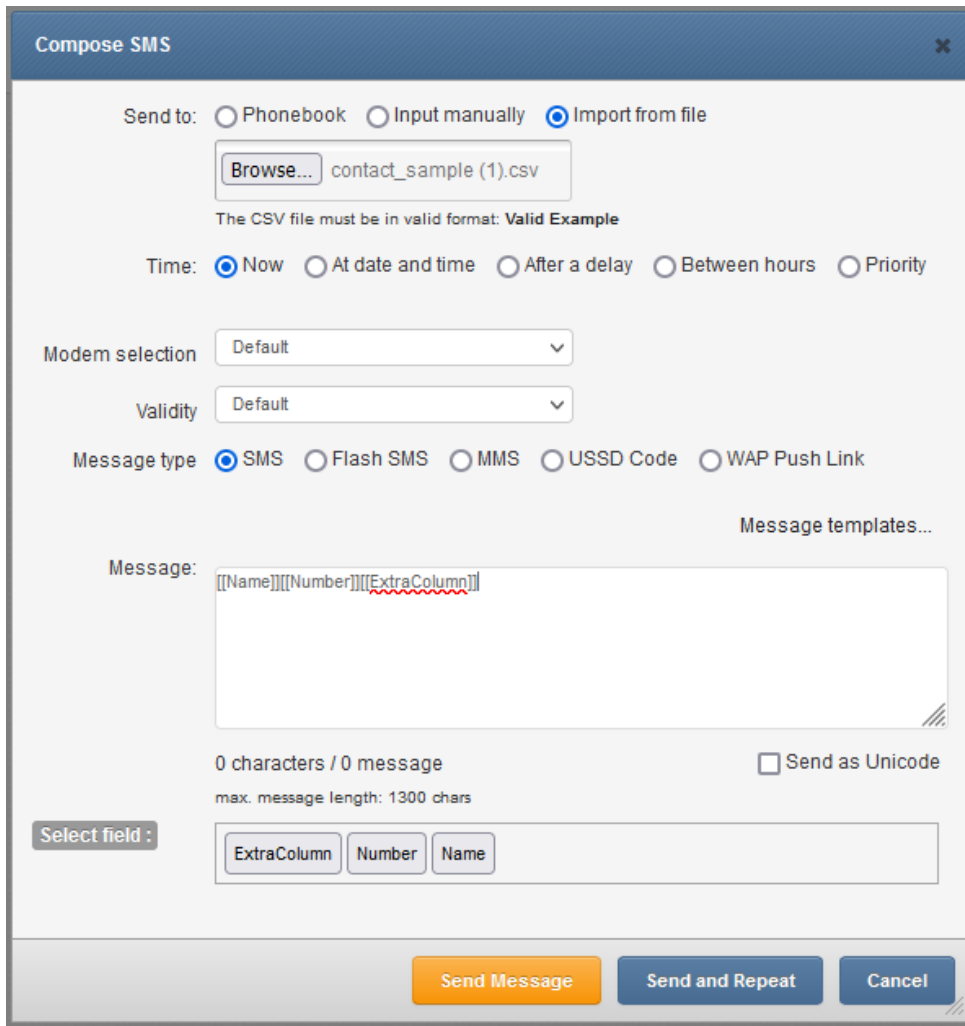 Compose SMS
Send to: Phonebook Input manually Import from file
Browse... contact_sample (1).csv
The CSV file must be in valid format: Valid Example
Time: Now At date and time After a delay Between hours Priority
Modem selection Default
Validity Default
Message type SMS Flash SMS MMS USSD Code WAP Push Link
Message templates...
Message:
[[Name]][[Number]][[ExtraColumn]]
0 characters / 0 message Send as Unicode
max. message length: 1300 chars
Select field :
ExtraColumn Number Name
Send Message Send and Repeat Cancel